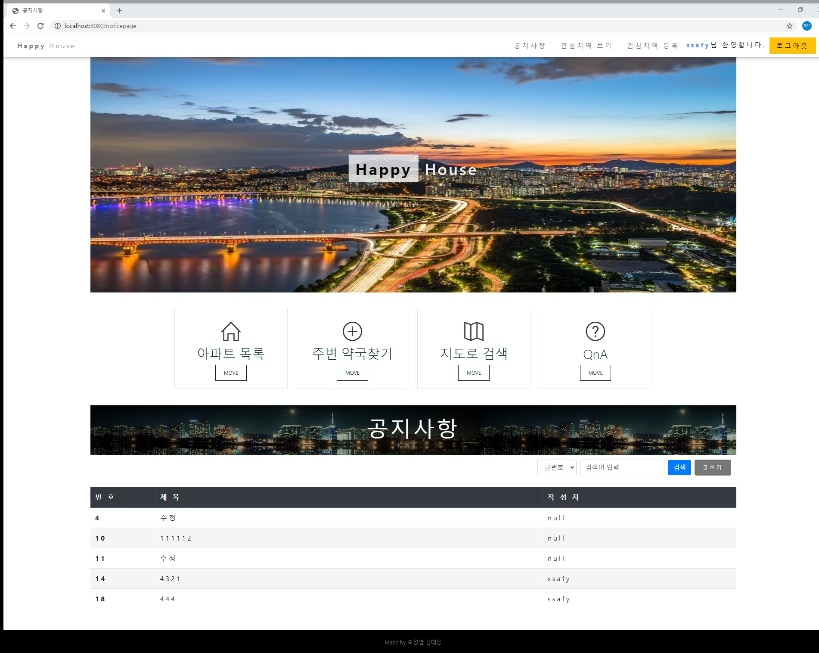 공지사항
localhost:8080/noticepage
Happy House
공지사항 관심지역 보기 관심지역 등록 ssafy님 환영합니다. 로그아웃
Happy House
아파트 목록 주변 약국찾기 지도로 검색 QnA
MOVE MOVE MOVE MOVE
공지사항
글번호 검색어 입력 검색 글쓰기
번호 제목 작성자
4 수정 null
10 111112 null
11 수정 null
14 4321 ssafy
18 444 ssafy
Made by